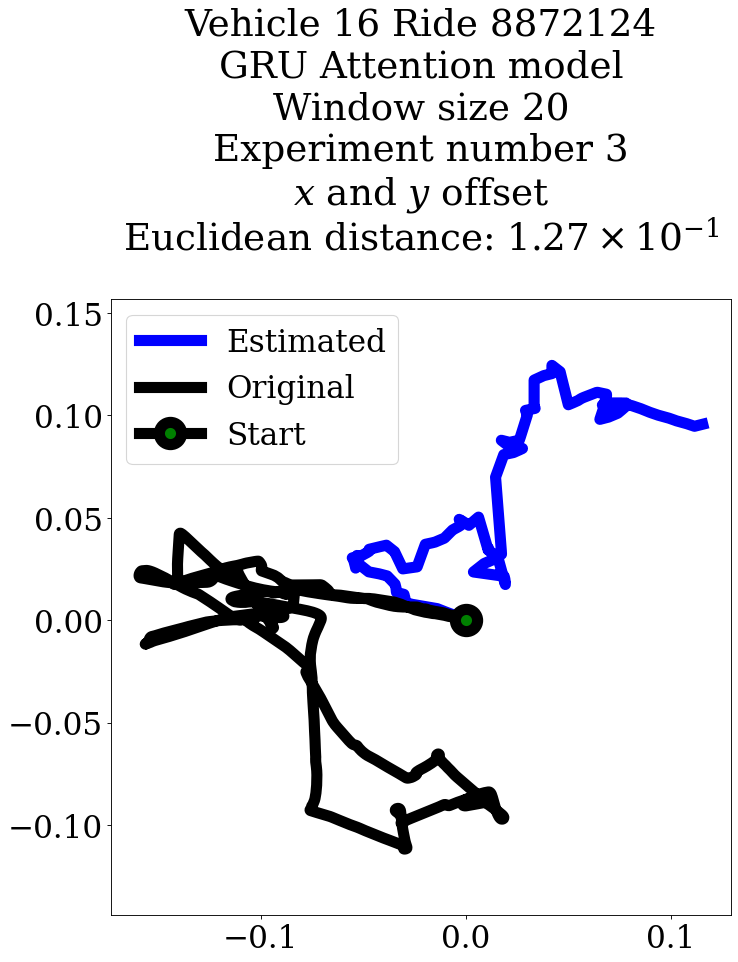 Vehicle 16 Ride 8872124
GRU Attention model
Window size 20
Experiment number 3
x and y offset
Euclidean distance: 1.27 × 10⁻¹
Estimated
Original
Start
0.15
0.10
0.05
0.00
−0.05
−0.10
−0.1
0.0
0.1